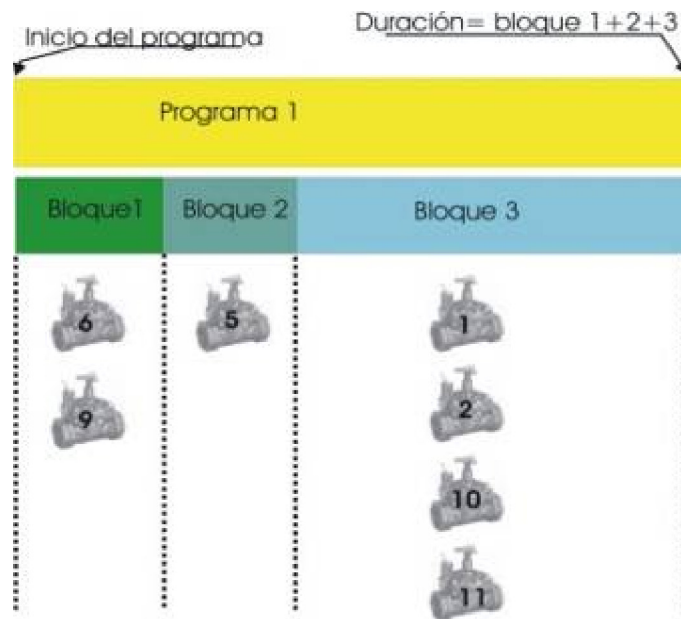 Inicio del programa
Duración= bloque 1+2+3
Programa 1
Bloque1
Bloque 2
Bloque 3
6
5
1
9
2
10
11